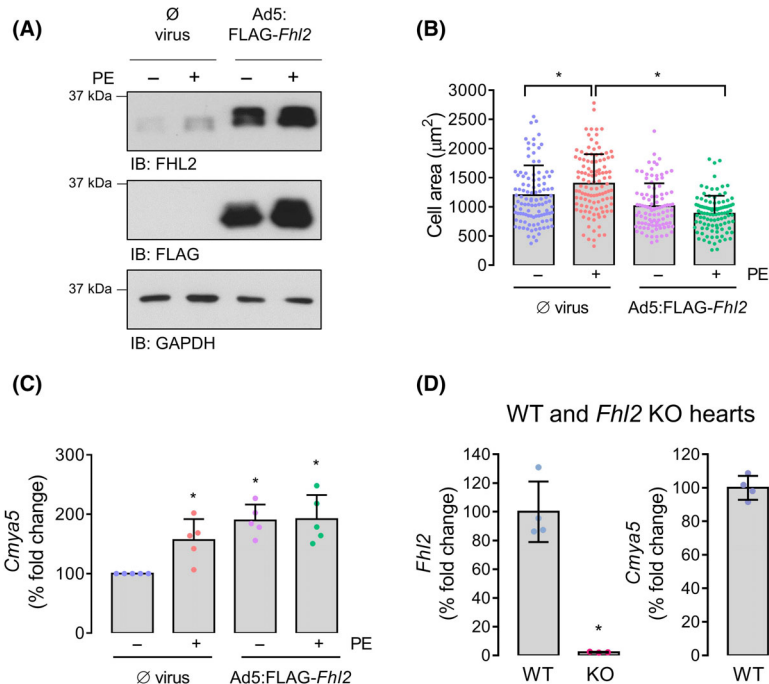 (A)
Ø
virus
Ad5:
FLAG-Fhl2
PE – + – +
37 kDa
IB: FHL2
37 kDa
IB: FLAG
37 kDa
IB: GAPDH
(B)
Cell area (μm²)
3000
2500
2000
1500
1000
500
0
* *
– + – + PE
∅ virus Ad5:FLAG-Fhl2
(C)
Cmya5
(% fold change)
300
200
100
0
* * *
– + – + PE
∅ virus Ad5:FLAG-Fhl2
(D)
WT and Fhl2 KO hearts
Fhl2
(% fold change)
140
120
100
80
60
40
20
0
*
WT KO
Cmya5
(% fold change)
120
100
80
60
40
20
0
WT